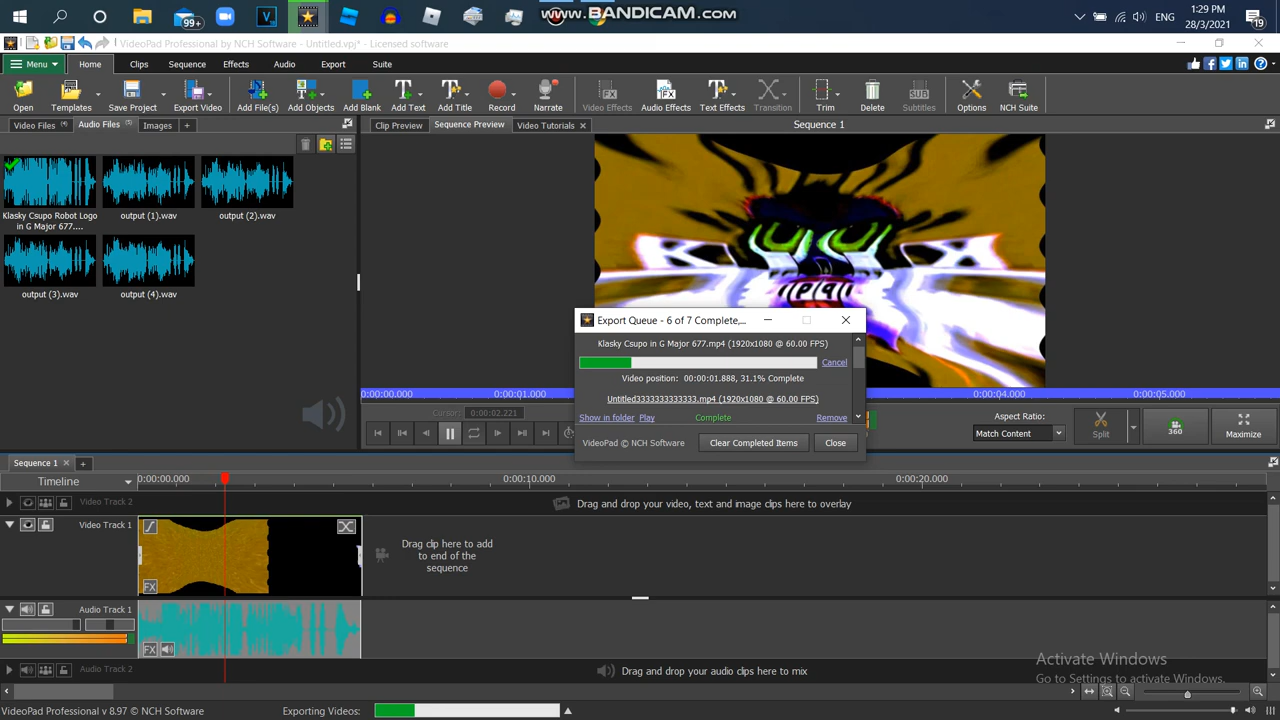 99+
www.BANDICAM.com
ENG
1:29 PM
28/3/2021
19
VideoPad Professional by NCH Software - Untitled.vpj* - Licensed software
Menu
Home
Clips
Sequence
Effects
Audio
Export
Suite
Open
Templates
Save Project
Export Video
Add File(s)
Add Objects
Add Blank
Add Text
Add Title
Record
Narrate
Video Effects
Audio Effects
Text Effects
Transition
Trim
Delete
Subtitles
Options
NCH Suite
Video Files
Audio Files
Images
+
Clip Preview
Sequence Preview
Video Tutorials
Sequence 1
Klasky Csupo Robot Logo
in G Major 677....
output (1).wav
output (2).wav
output (3).wav
output (4).wav
Export Queue - 6 of 7 Complete,...
Klasky Csupo in G Major 677.mp4 (1920x1080 @ 60.00 FPS)
Cancel
Video position: 00:00:01.888, 31.1% Complete
Untitled3333333333333.mp4 (1920x1080 @ 60.00 FPS)
Show in folder
Play
Complete
Remove
VideoPad © NCH Software
Clear Completed Items
Close
0:00:00.000
0:00:01.000
0:00:04.000
0:00:05.000
Cursor:
0:00:02.221
Aspect Ratio:
Match Content
Split
360
Maximize
Sequence 1
+
Timeline
0:00:00.000
0:00:10.000
0:00:20.000
Video Track 2
Drag and drop your video, text and image clips here to overlay
Video Track 1
FX
Drag clip here to add
to end of the
sequence
Audio Track 1
FX
Audio Track 2
Drag and drop your audio clips here to mix
Activate Windows
Go to Settings to activate Windows.
VideoPad Professional v 8.97 © NCH Software
Exporting Videos: